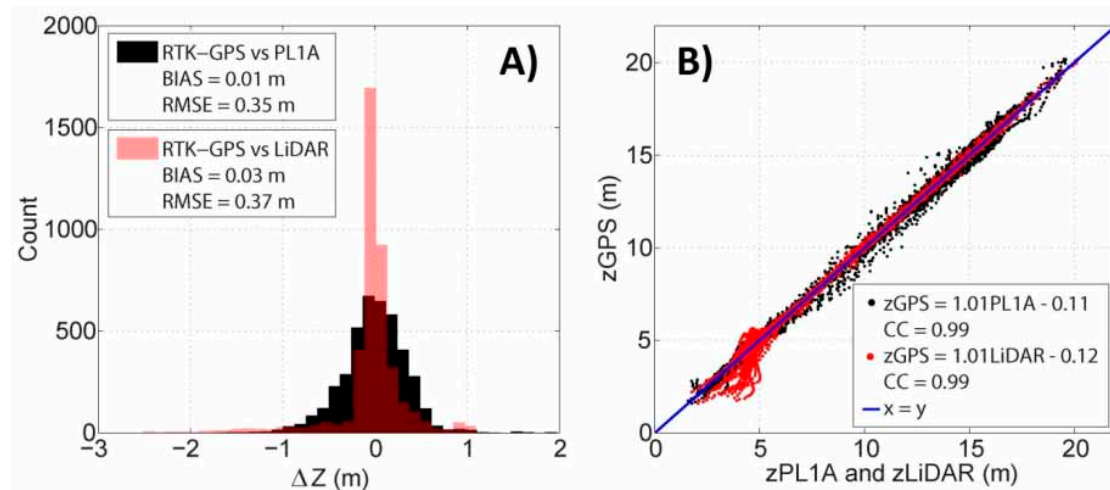 2000
1500
1000
500
0
Count
RTK−GPS vs PL1A
BIAS = 0.01 m
RMSE = 0.35 m
RTK−GPS vs LiDAR
BIAS = 0.03 m
RMSE = 0.37 m
A)
−3 −2 −1 0 1 2
ΔZ (m)
B)
20
15
10
5
0
zGPS (m)
zGPS = 1.01PL1A - 0.11
CC = 0.99
zGPS = 1.01LiDAR - 0.12
CC = 0.99
x = y
0 5 10 15 20
zPL1A and zLiDAR (m)